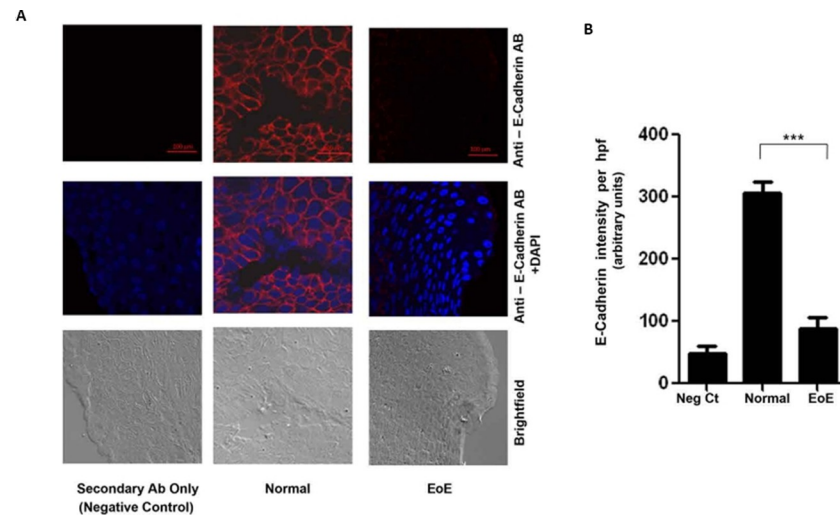 A
Anti – E-Cadherin AB
Anti – E-Cadherin AB
+DAPI
Brightfield
Secondary Ab Only
(Negative Control)
Normal
EoE
B
E-Cadherin intensity per hpf
(arbitrary units)
400
300
200
100
0
***
Neg Ct
Normal
EoE